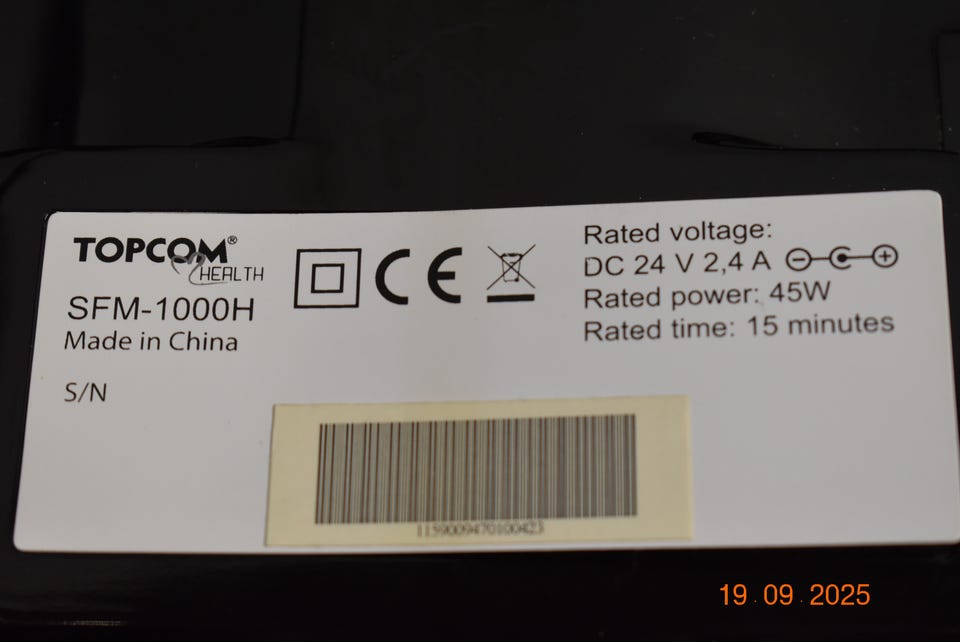 TOPCOM®
HEALTH
SFM-1000H
Made in China
S/N
CE
Rated voltage:
DC 24 V 2,4 A
Rated power: 45W
Rated time: 15 minutes
1159009470100423
19.09.2025